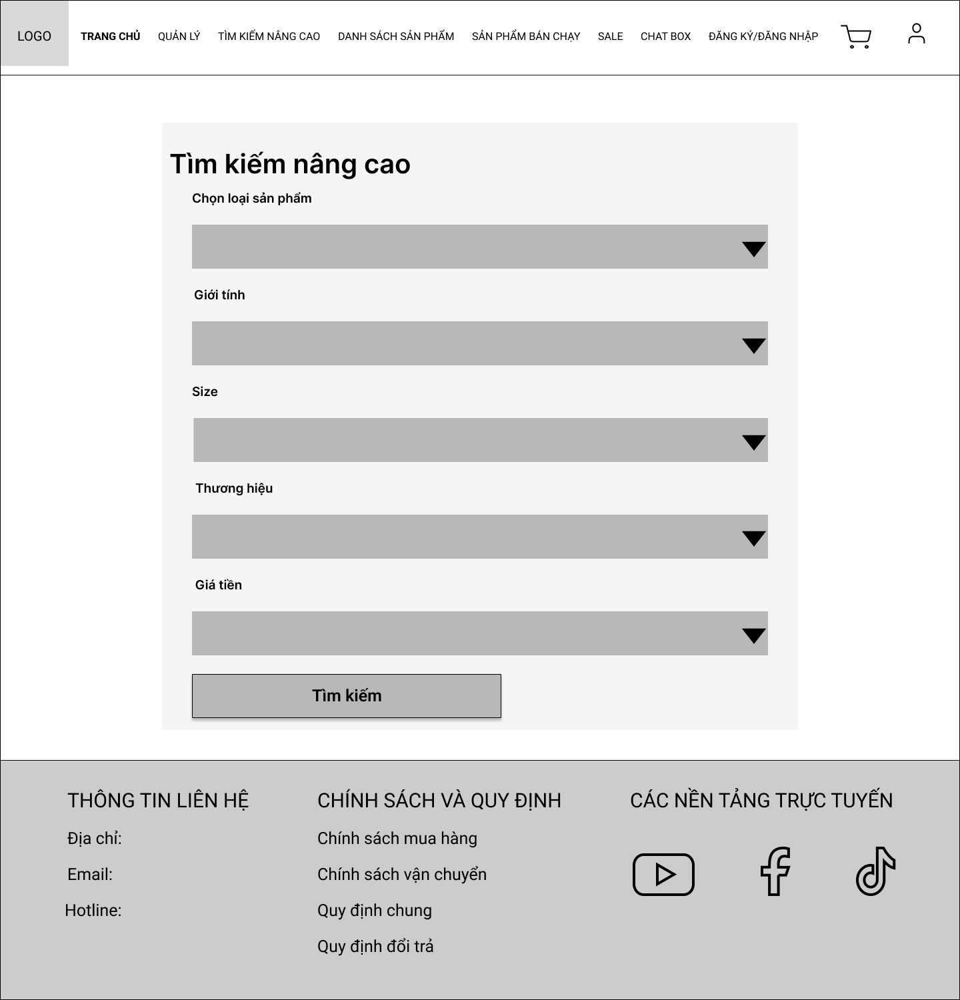 LOGO
TRANG CHỦ QUẢN LÝ TÌM KIẾM NÂNG CAO DANH SÁCH SẢN PHẨM SẢN PHẨM BÁN CHẠY SALE CHAT BOX ĐĂNG KÝ/ĐĂNG NHẬP
Tìm kiếm nâng cao
Chọn loại sản phẩm
Giới tính
Size
Thương hiệu
Giá tiền
Tìm kiếm
THÔNG TIN LIÊN HỆ
Địa chỉ:
Email:
Hotline:
CHÍNH SÁCH VÀ QUY ĐỊNH
Chính sách mua hàng
Chính sách vận chuyển
Quy định chung
Quy định đổi trả
CÁC NỀN TẢNG TRỰC TUYẾN